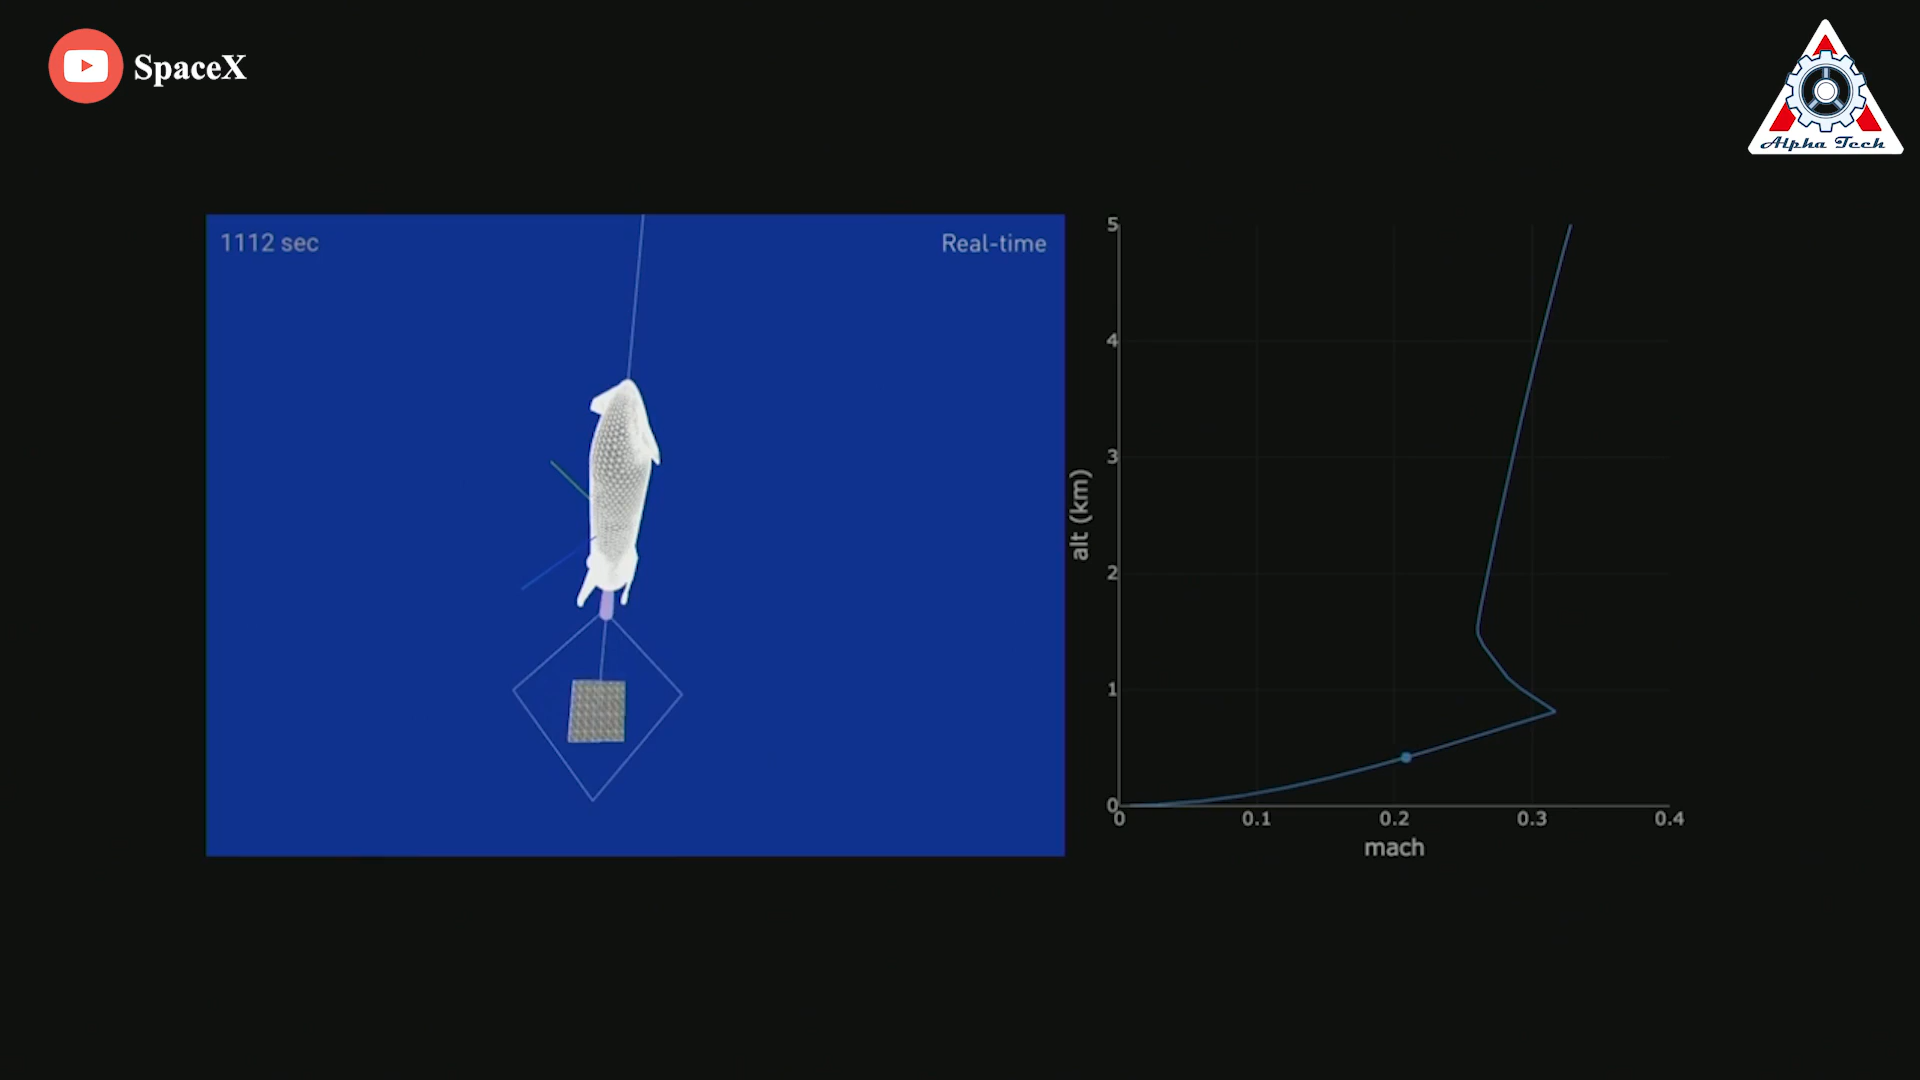 SpaceX
Alpha Tech
1112 sec
Real-time
5
4
3
2
1
0
alt (km)
0
0.1
0.2
0.3
0.4
mach